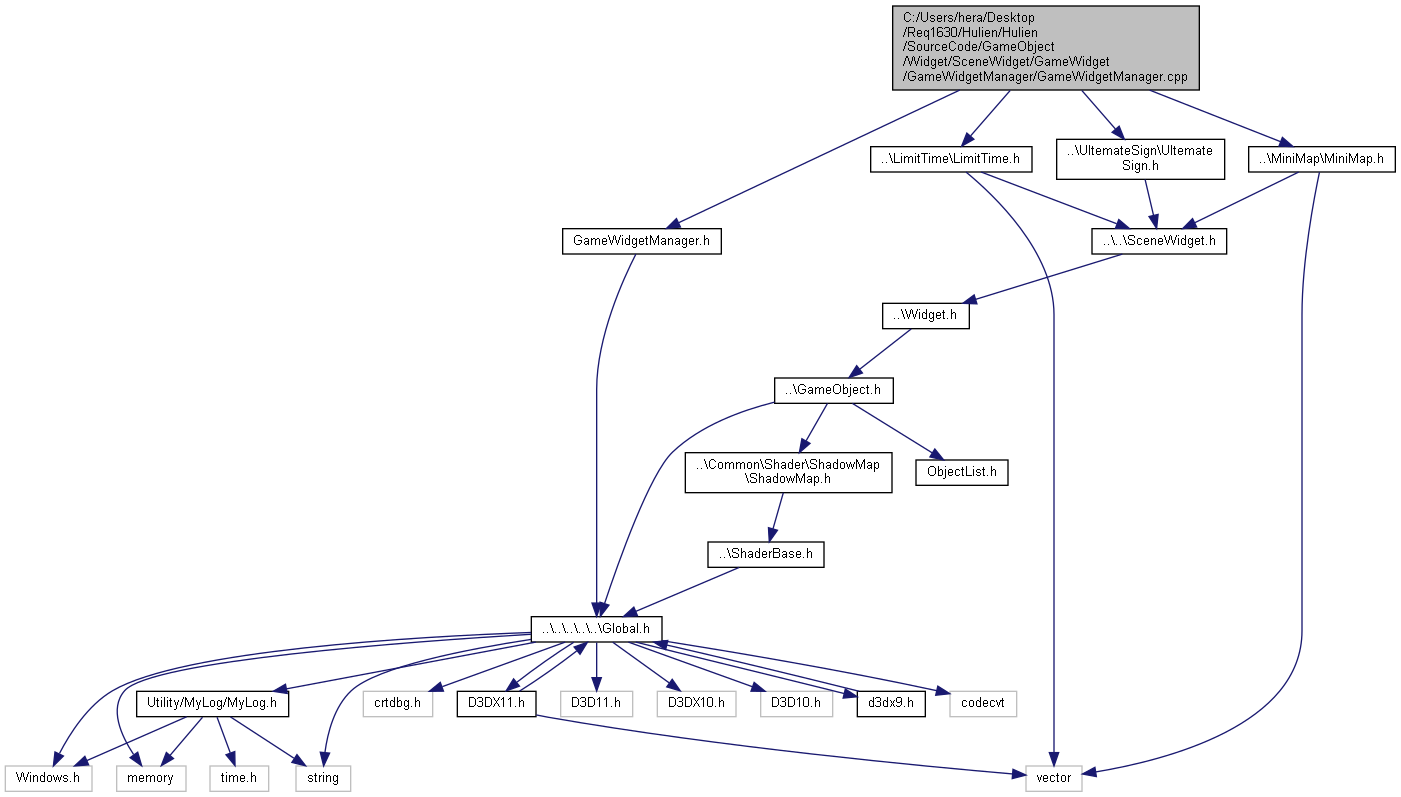 C:/Users/hera/Desktop
/Req1630/Hulien/Hulien
/SourceCode/GameObject
/Widget/SceneWidget/GameWidget
/GameWidgetManager/GameWidgetManager.cpp
..\LimitTime\LimitTime.h
..\UltemateSign\Ultemate
Sign.h
..\MiniMap\MiniMap.h
GameWidgetManager.h
..\..\SceneWidget.h
..\Widget.h
..\GameObject.h
..\Common\Shader\ShadowMap
\ShadowMap.h
ObjectList.h
..\ShaderBase.h
..\..\..\..\..\Global.h
Utility/MyLog/MyLog.h
crtdbg.h
D3DX11.h
D3D11.h
D3DX10.h
D3D10.h
d3dx9.h
codecvt
Windows.h
memory
time.h
string
vector